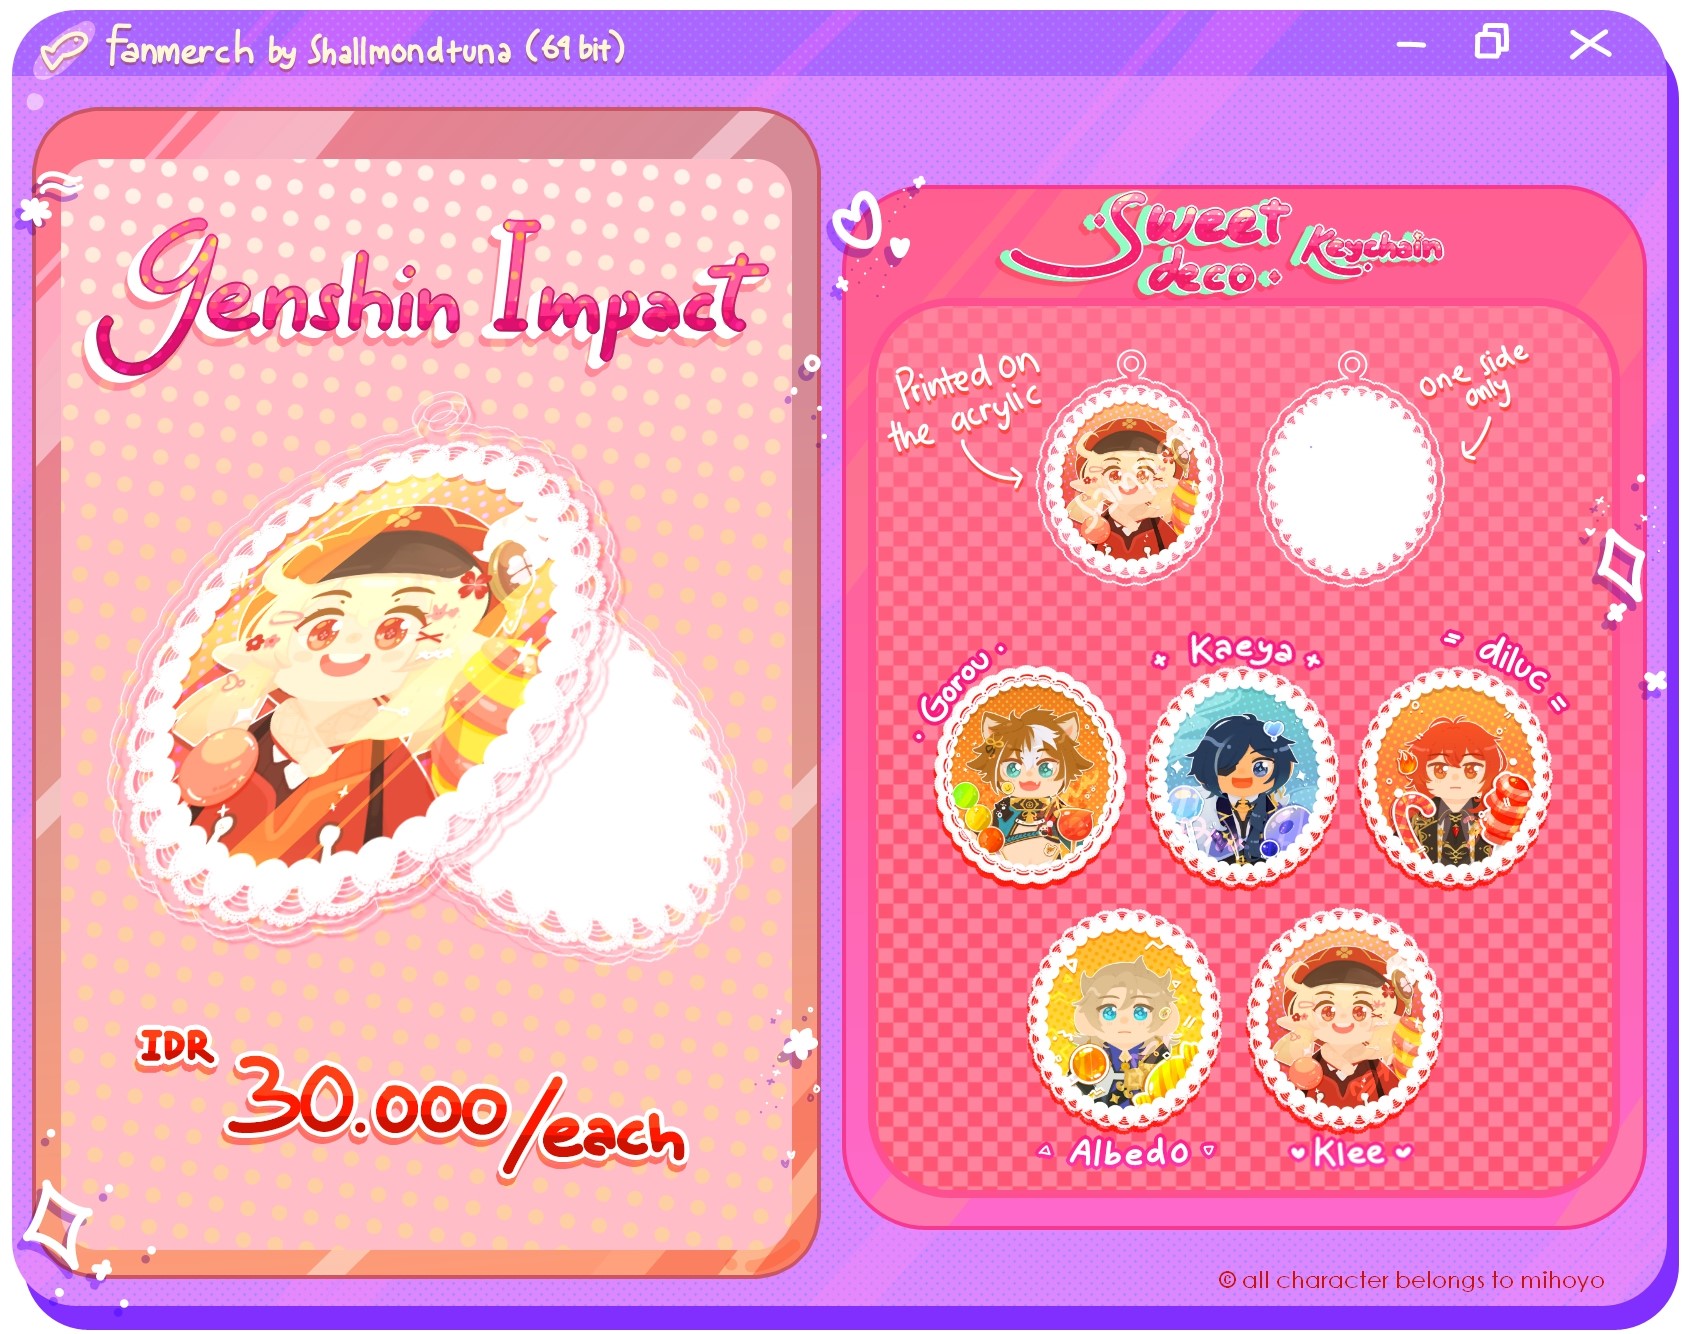 fanmerch by Shallmondtuna (64 bit)
Genshin Impact
IDR
30.000/each
Sweet
deco
Keychain
Printed on
the acrylic
one side
only
Gorou
Kaeya
diluc
Albedo
Klee
© all character belongs to mihoyo